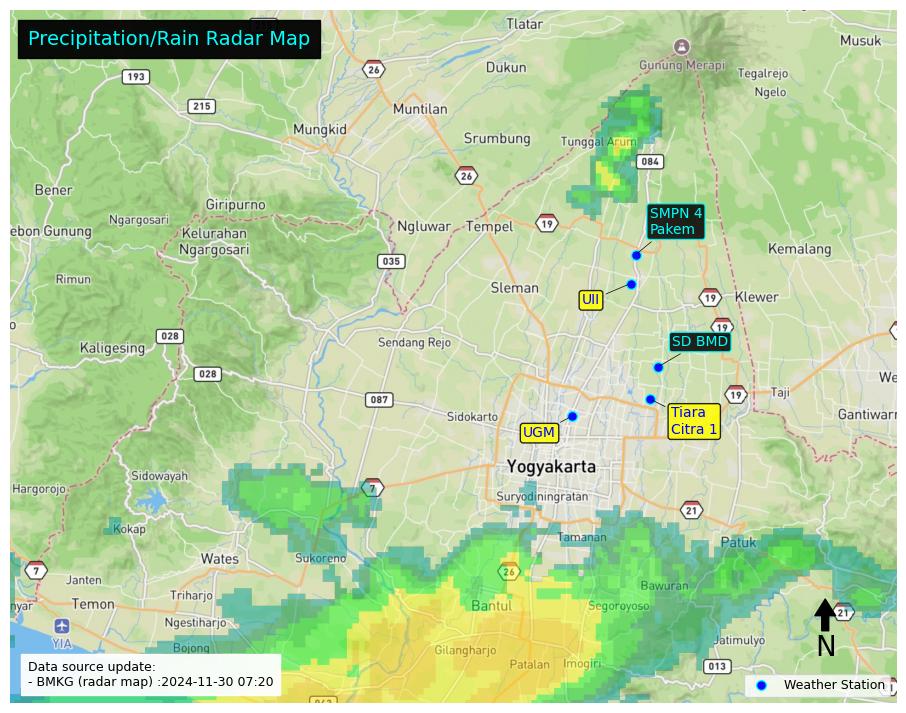 Precipitation/Rain Radar Map
Tlatar
Musuk
26
Dukun
Gunung Merapi
Tegalrejo
193
Ngelo
215
Muntilan
Mungkid
Srumbung
Tunggal Arum
084
26
Bener
Giripurno
SMPN 4
Pakem
Ngargosari
ebon Gunung
Kelurahan
Ngargosari
Ngluwar
Tempel
19
Kemalang
035
Rimun
Sleman
UII
19
Klewer
19
028
Kaligesing
Sendang Rejo
SD BMD
028
We
087
19
Taji
Sidokarto
Tiara
Citra 1
Gantiwarn
UGM
Yogyakarta
Sidowayah
Hargorojo
7
Suryodiningratan
21
Kokap
Tamanan
Patuk
Wates
Sukoreno
7
26
Janten
Bawuran
Temon
Triharjo
Bantul
Segoroyoso
nyar
21
Ngestiharjo
YIA
N
Jatimulyo
Bojong
Gilangharjo
Patalan
Imogiri
013
Data source update:
- BMKG (radar map) :2024-11-30 07:20
Weather Station